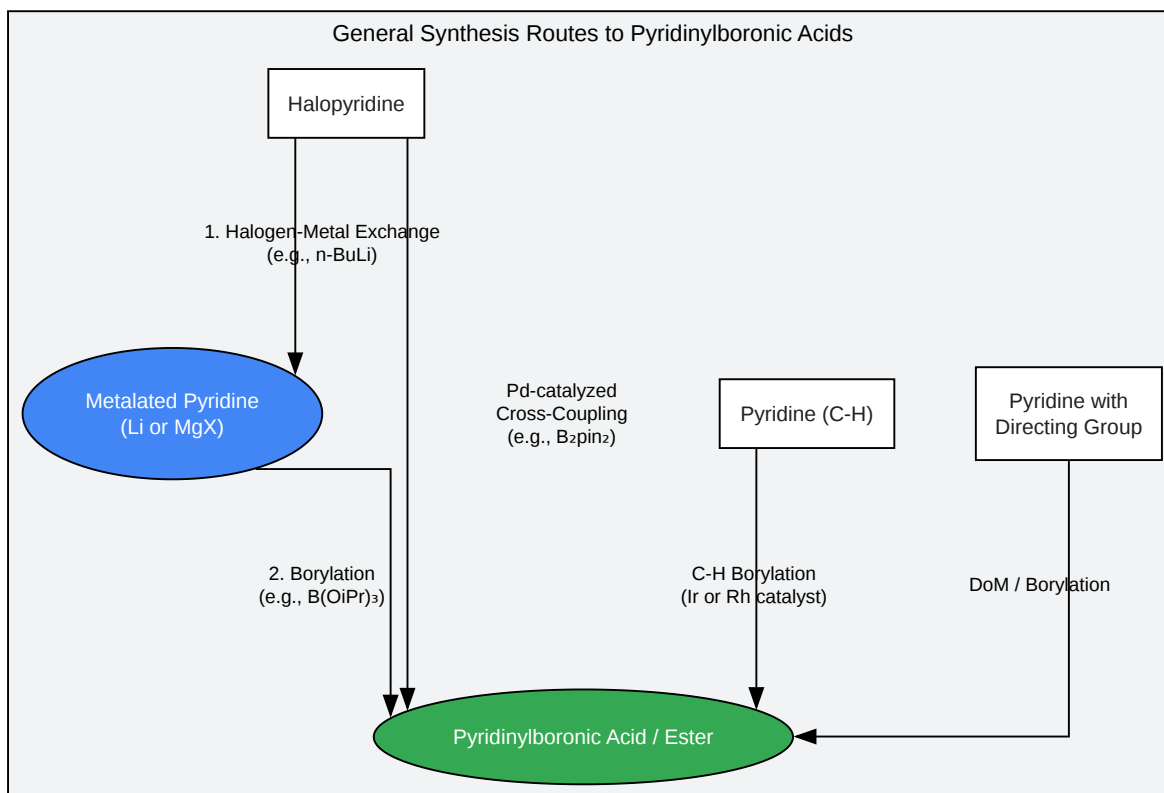 General Synthesis Routes to Pyridinylboronic Acids
Halopyridine
1. Halogen-Metal Exchange
(e.g., n-BuLi)
Metalated Pyridine
(Li or MgX)
Pd-catalyzed
Cross-Coupling
(e.g., B₂pin₂)
Pyridine (C-H)
Pyridine with
Directing Group
2. Borylation
(e.g., B(OiPr)₃)
C-H Borylation
(Ir or Rh catalyst)
DoM / Borylation
Pyridinylboronic Acid / Ester